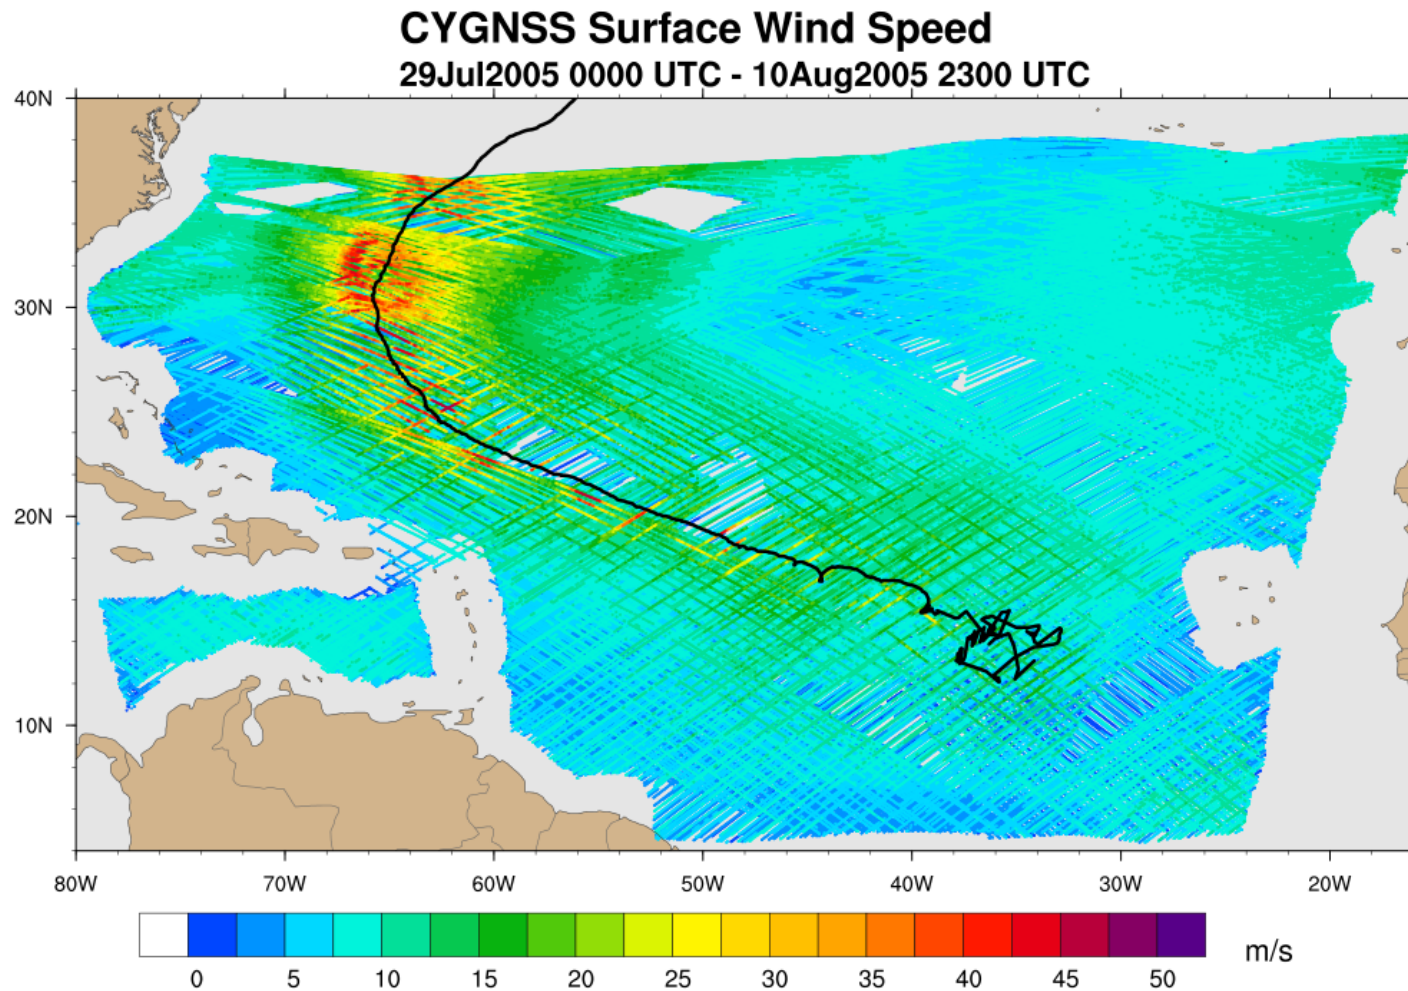 CYGNSS Surface Wind Speed
29Jul2005 0000 UTC - 10Aug2005 2300 UTC
40N
30N
20N
10N
80W 70W 60W 50W 40W 30W 20W
0 5 10 15 20 25 30 35 40 45 50 m/s